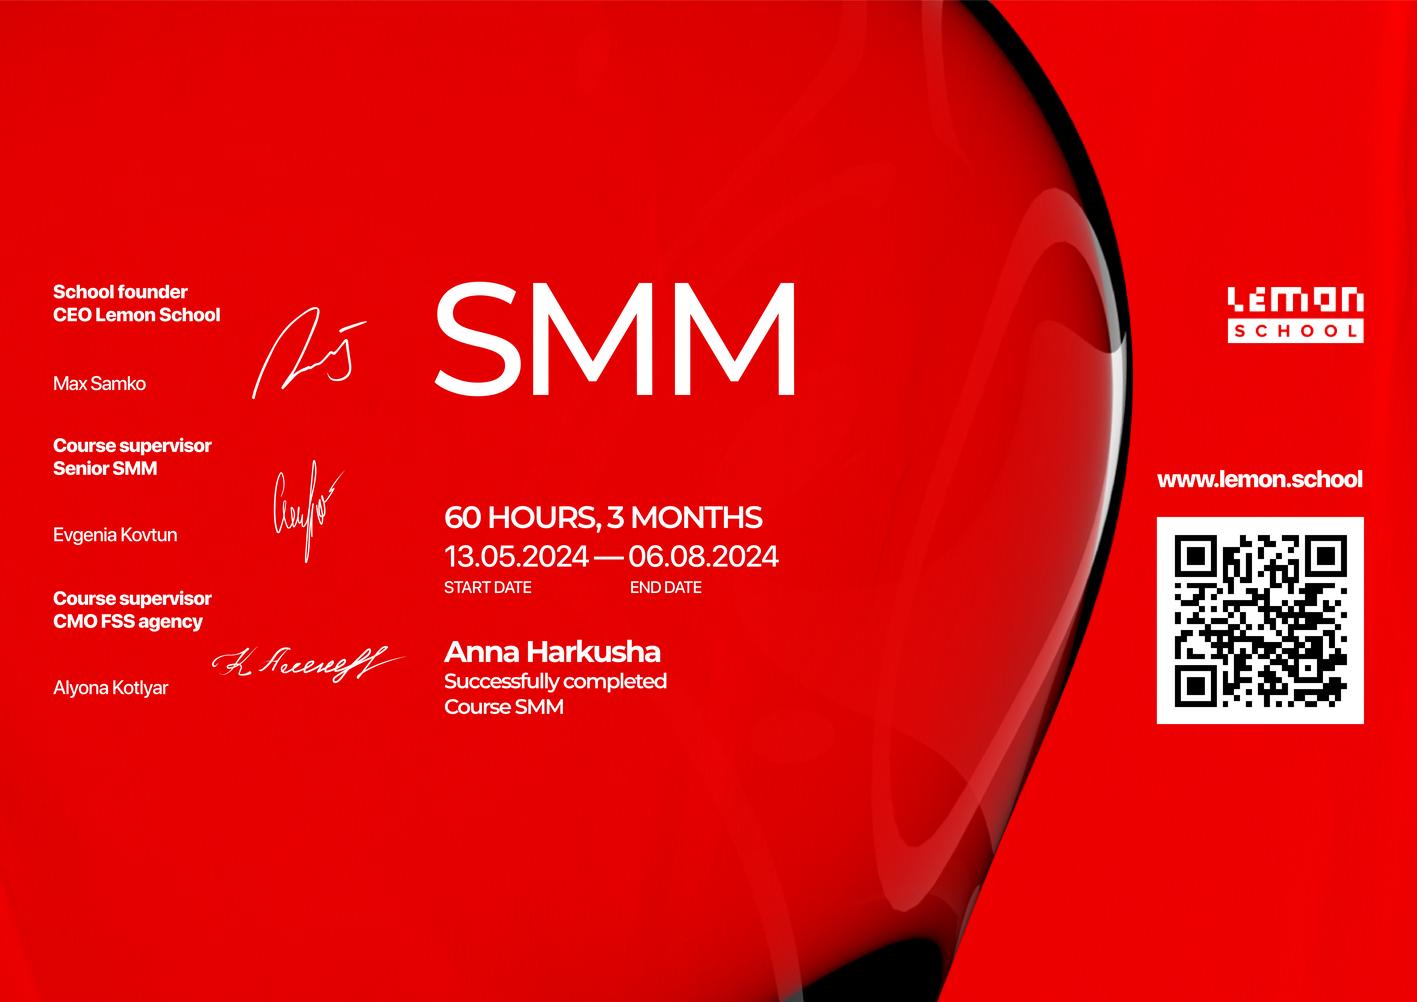 School founder
CEO Lemon School
Max Samko
Course supervisor
Senior SMM
Evgenia Kovtun
Course supervisor
CMO FSS agency
Alyona Kotlyar
SMM
60 HOURS, 3 MONTHS
13.05.2024 — 06.08.2024
START DATE END DATE
Anna Harkusha
Successfully completed
Course SMM
LEMON
SCHOOL
www.lemon.school